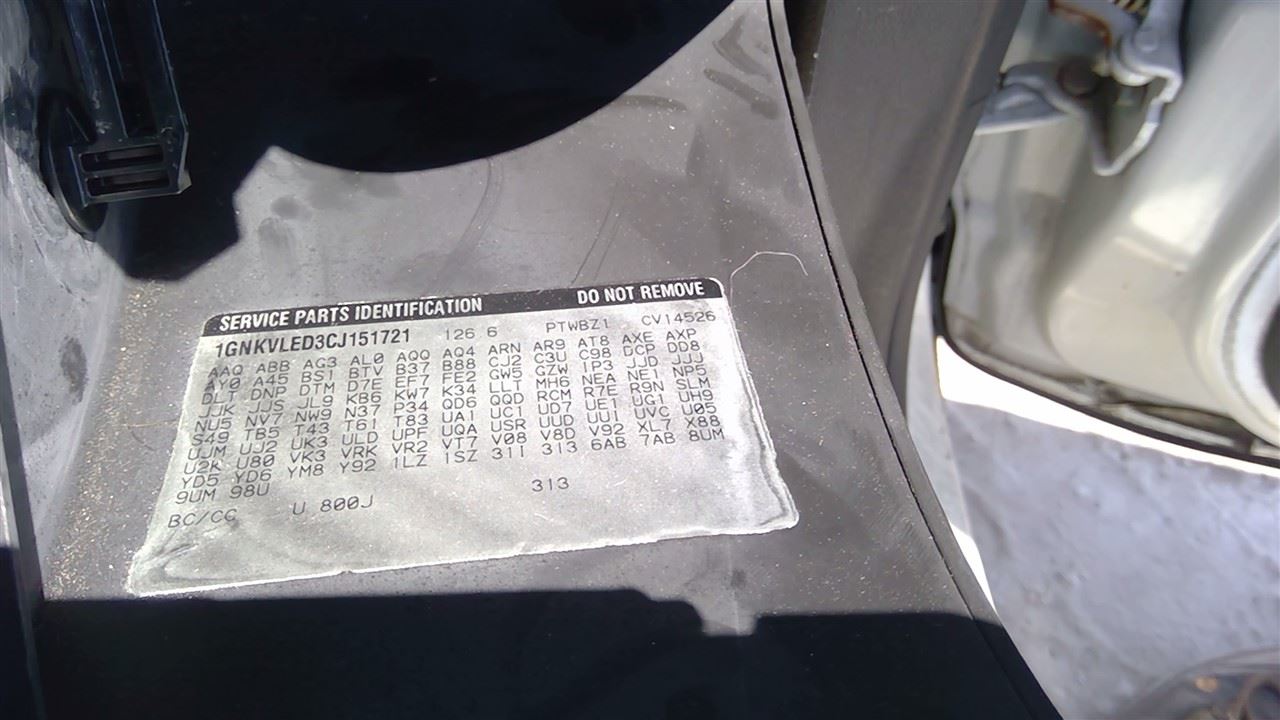 SERVICE PARTS IDENTIFICATION DO NOT REMOVE
1GNKVLED3CJ151721 126 6 PTWBZ1 CV14526
AAQ ABB AG3 AL0 AQQ AQ4 ARN AR9 AT8 AXE AXP
AY0 A45 BS1 BTV B37 B88 CJ2 C3U C98 DCP DD8
DLT DNP DTM D7E EF7 FE2 GW5 GZW IP3 JJD JJJ
JUK JJS JL9 KB6 KW7 K34 LLT MH6 NEA NE1 NP5
NU5 NV7 NW9 N37 P34 QD6 QQD RCM R7E R9N SLM
S49 TB5 T43 T61 T83 UA1 UC1 UD7 UE1 UG1 UH9
UJM UJ2 UK3 ULD UPF UQA USR UUD UU1 UVC U05
U2K U80 VK3 VRK VR2 VT7 V08 V8D V92 XL7 X88
YD5 YD6 YM8 Y92 1LZ 1SZ 31I 313 6AB 7AB 8UM
9UM 98U
BC/CC U 800J 313